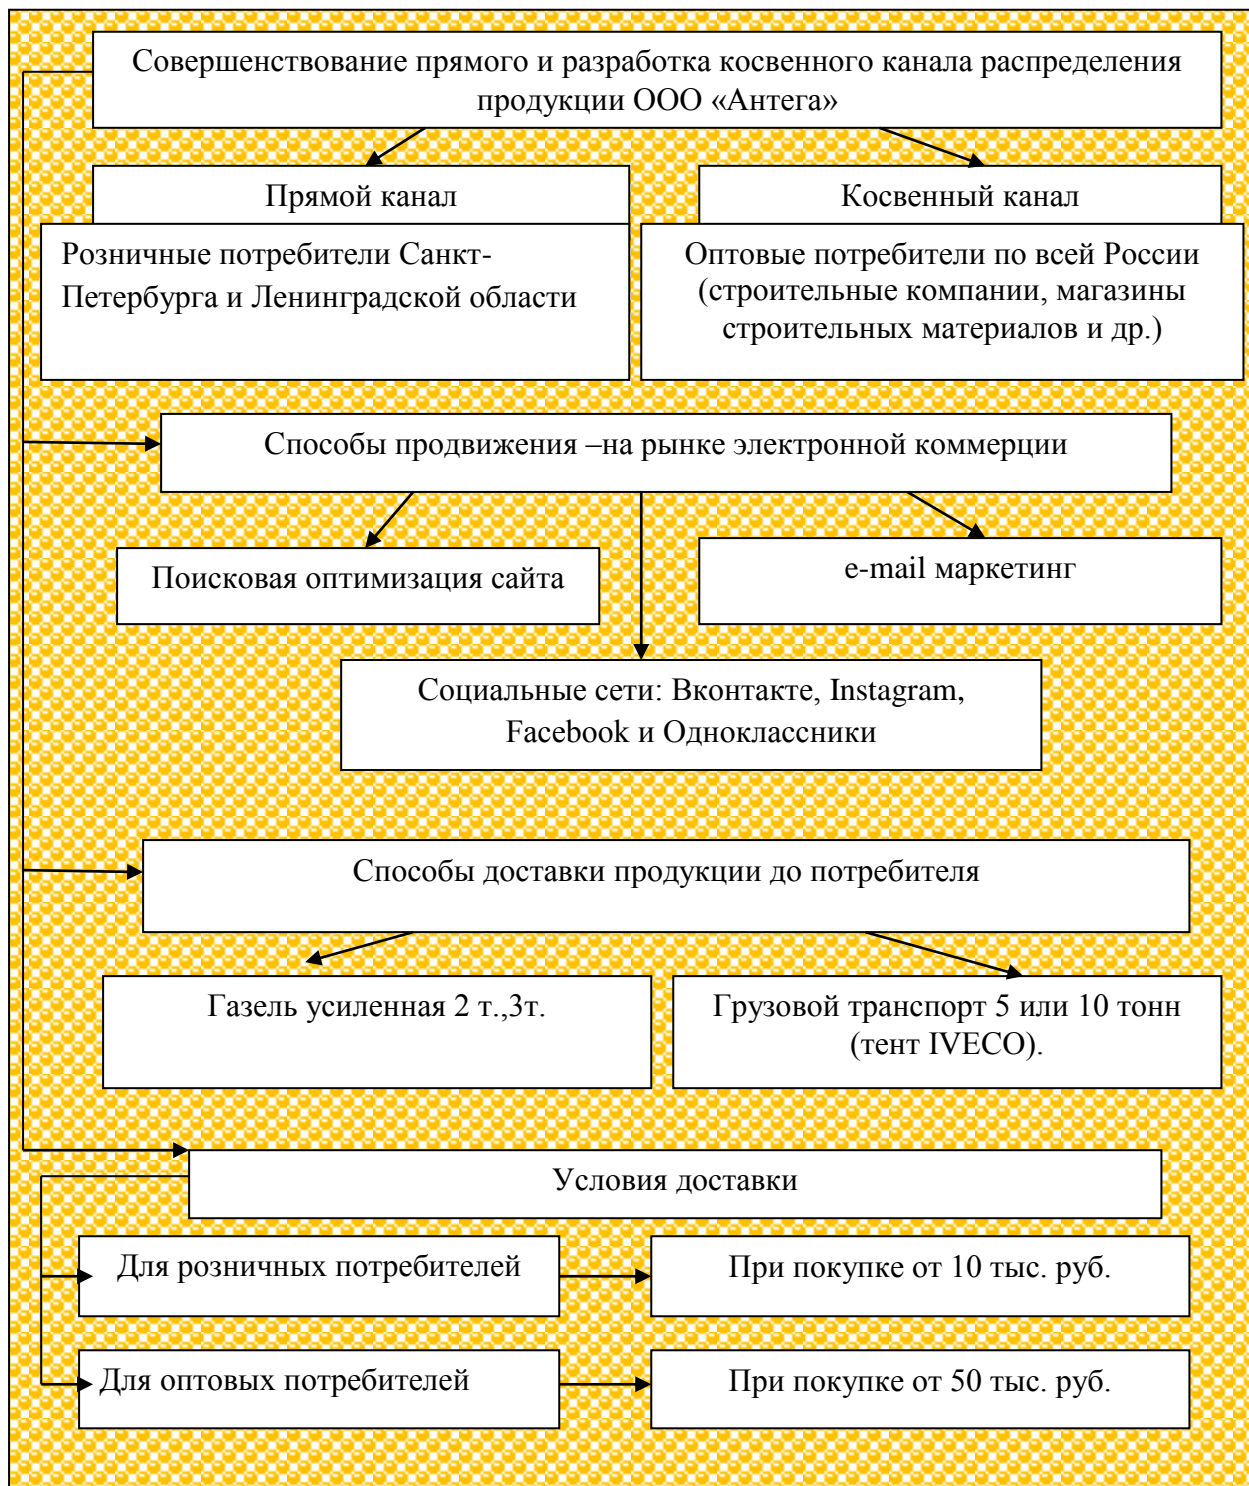 Совершенствование прямого и разработка косвенного канала распределения
продукции ООО «Антега»
Прямой канал
Косвенный канал
Розничные потребители Санкт-
Петербурга и Ленинградской области
Оптовые потребители по всей России
(строительные компании, магазины
строительных материалов и др.)
Способы продвижения –на рынке электронной коммерции
Поисковая оптимизация сайта
e-mail маркетинг
Социальные сети: Вконтакте, Instagram,
Facebook и Одноклассники
Способы доставки продукции до потребителя
Газель усиленная 2 т.,3т.
Грузовой транспорт 5 или 10 тонн
(тент IVECO).
Условия доставки
Для розничных потребителей
При покупке от 10 тыс. руб.
Для оптовых потребителей
При покупке от 50 тыс. руб.